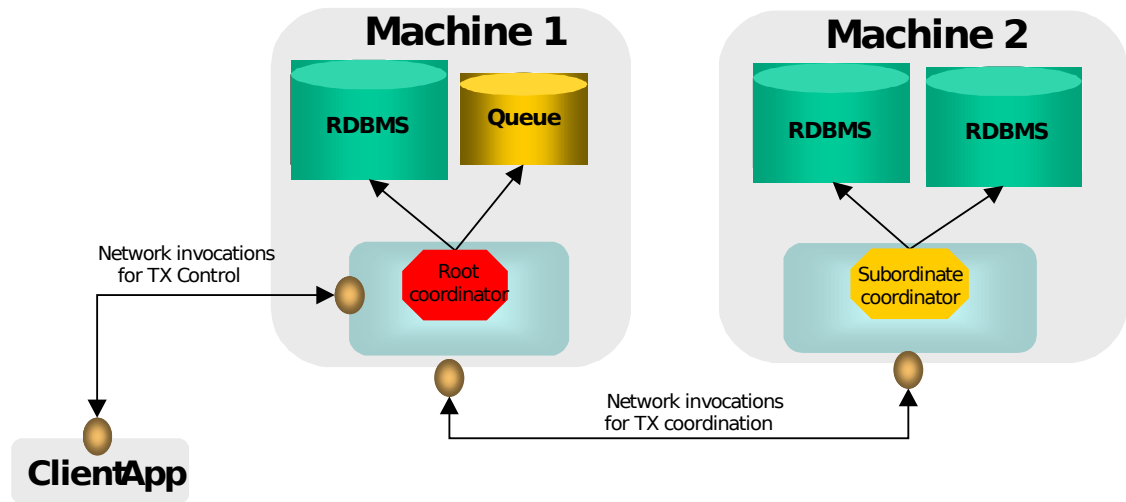 Machine 1
Machine 2
RDBMS
Queue
RDBMS
RDBMS
Network invocations
for TX Control
Root
coordinator
Subordinate
coordinator
Network invocations
for TX coordination
ClientApp